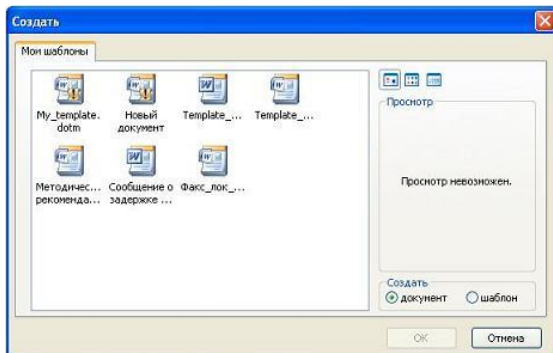 Создать
Мои шаблоны
My_template.dotm
Новый документ
Template_...
Template_...
Методичес... рекоменда...
Сообщение о задержке ...
Факс_лок_...
Просмотр
Просмотр невозможен.
Создать
документ
шаблон
ОК
Отмена